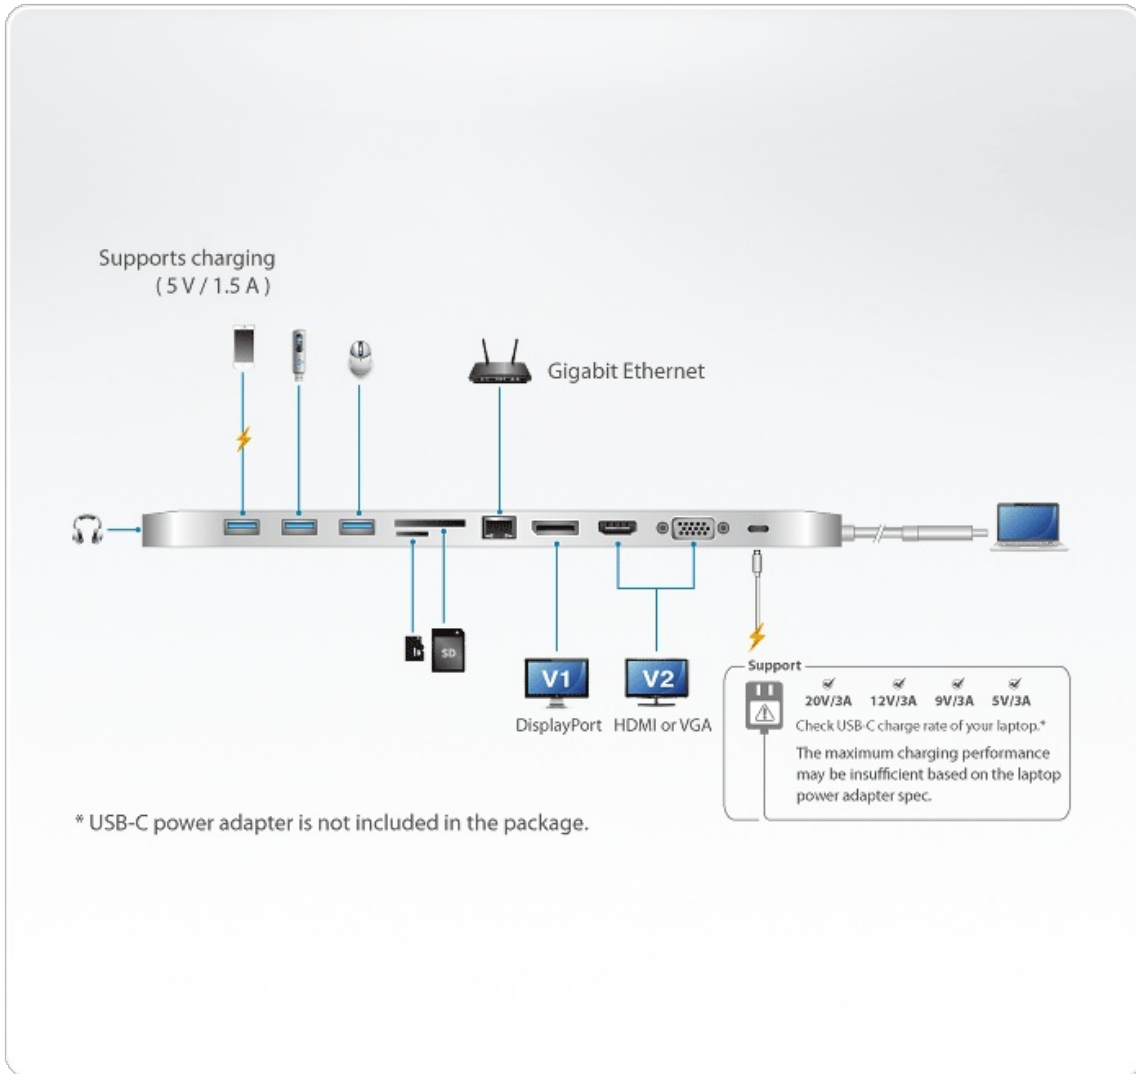 Supports charging
( 5 V / 1.5 A )
Gigabit Ethernet
SD
V1
V2
DisplayPort
HDMI or VGA
Support
20V/3A 12V/3A 9V/3A 5V/3A
Check USB-C charge rate of your laptop.*
The maximum charging performance
may be insufficient based on the laptop
power adapter spec.
* USB-C power adapter is not included in the package.